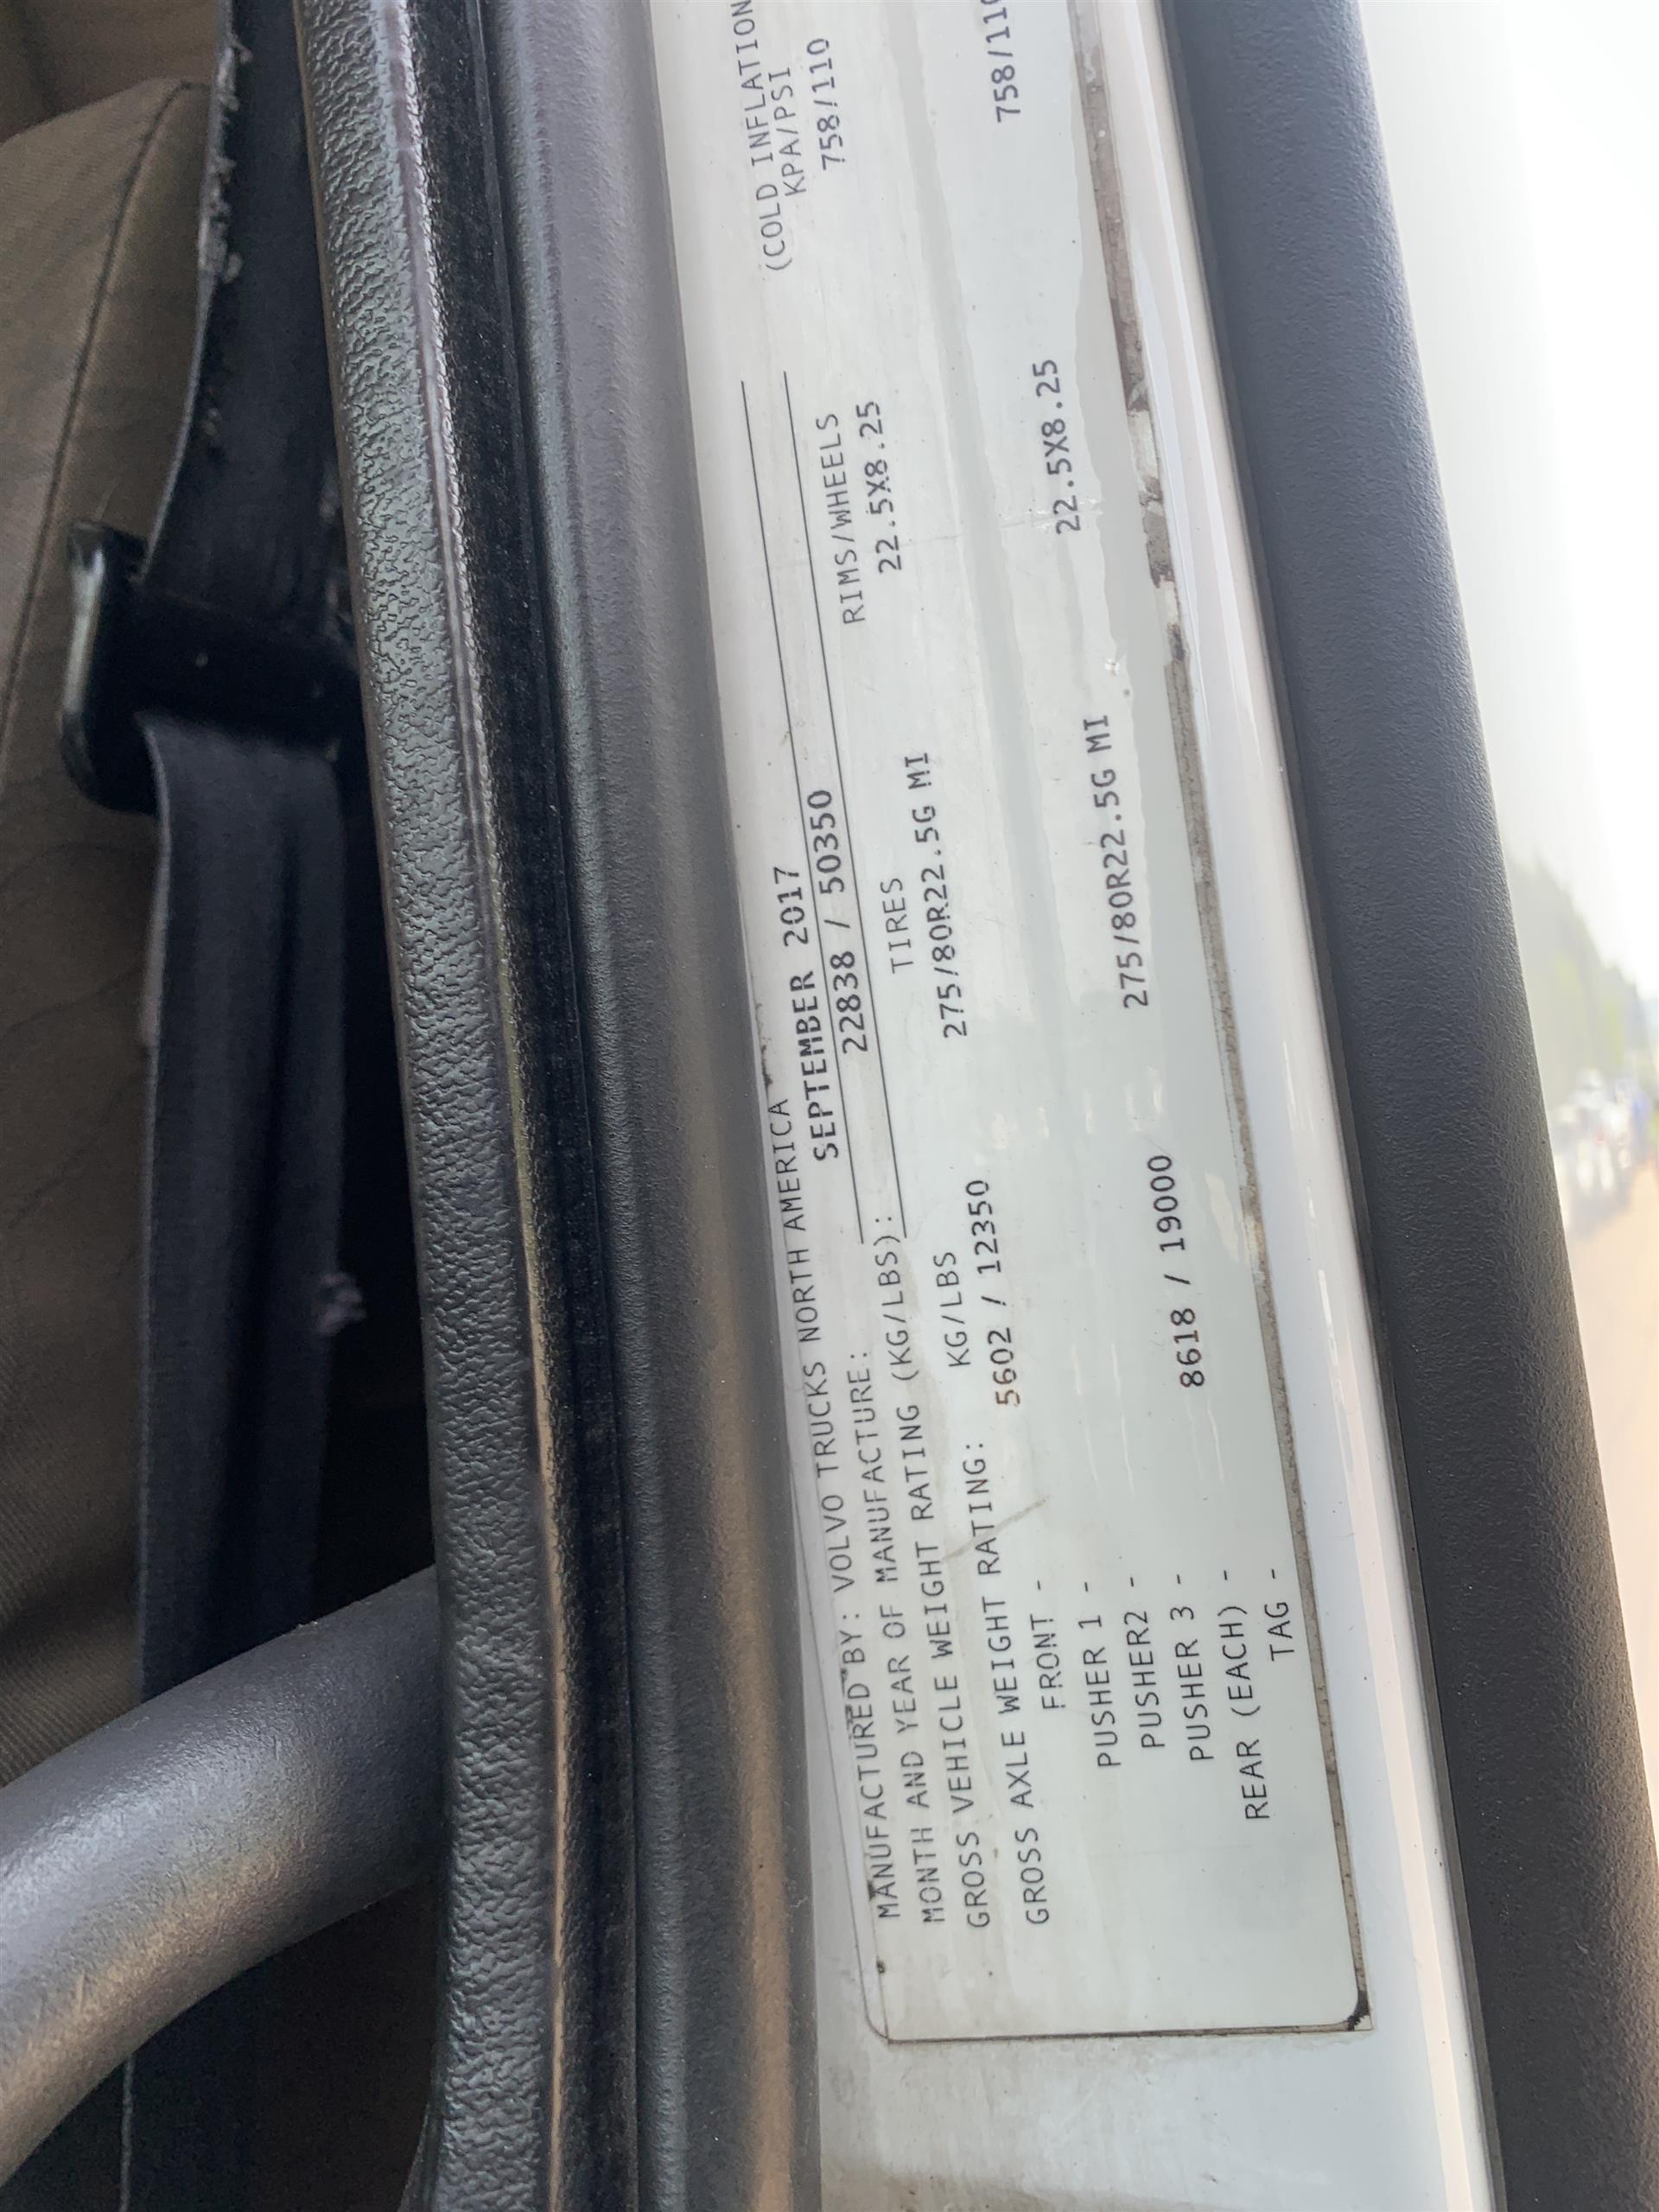 MANUFACTURED BY: VOLVO TRUCKS NORTH AMERICA
MONTH AND YEAR OF MANUFACTURE: SEPTEMBER 2017
GROSS VEHICLE WEIGHT RATING (KG/LBS): 22838 / 50350
GROSS AXLE WEIGHT RATING: KG/LBS TIRES RIMS/WHEELS (COLD INFLATION
KPA/PSI
FRONT - 5602 / 12350 275/80R22.5G MI 22.5X8.25 758/110
PUSHER 1 -
PUSHER2 -
PUSHER 3 -
REAR (EACH) - 8618 / 19000 275/80R22.5G MI 22.5X8.25 758/110
TAG -